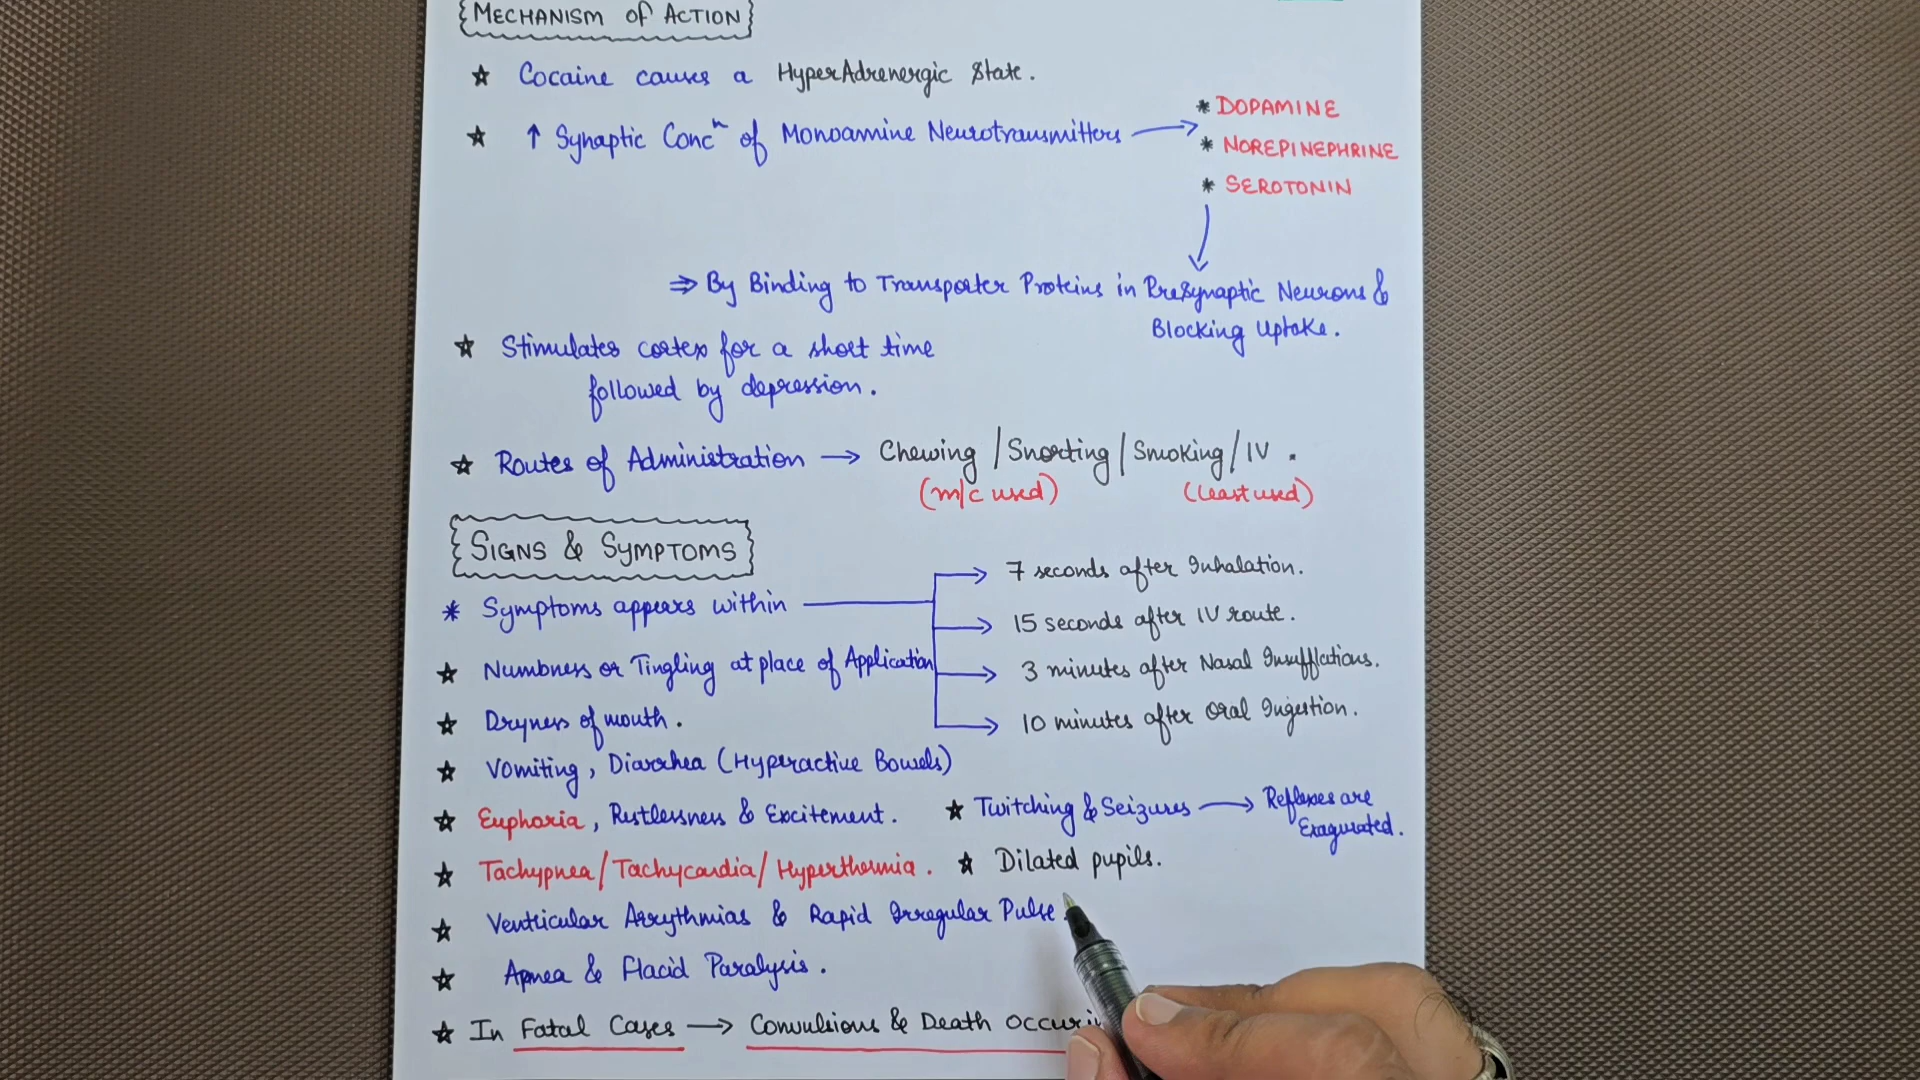 MECHANISM Of ACTION
☆ Cocaine causes a HyperAdrenergic State.
☆ ↑ Synaptic Concⁿ of Monoamine Neurotransmitters →
* DOPAMINE
* NOREPINEPHRINE
* SEROTONIN
⇒ By Binding to Transporter Proteins in PreSynaptic Neurons &
Blocking Uptake.
☆ Stimulates cortex for a short time
followed by depression.
☆ Routes of Administration → Chewing / Snorting / Smoking / IV.
(m/c used) (Least used)
SIGNS & SYMPTOMS
* Symptoms appears within
→ 7 seconds after Inhalation.
→ 15 seconds after IV route.
→ 3 minutes after Nasal Insufflations.
→ 10 minutes after Oral Ingestion.
☆ Numbness or Tingling at place of Application
☆ Dryness of mouth.
☆ Vomiting, Diarrhea (Hyperactive Bowels)
☆ Euphoria, Restlessness & Excitement. ☆ Twitching & Seizures → Reflexes are
Exagurated.
☆ Tachypnea/Tachycardia/Hyperthermia. ☆ Dilated pupils.
☆ Ventricular Arrythmias & Rapid Irregular Pulse.
☆ Apnea & Flacid Paralysis.
☆ In Fatal Cases → Convulsions & Death